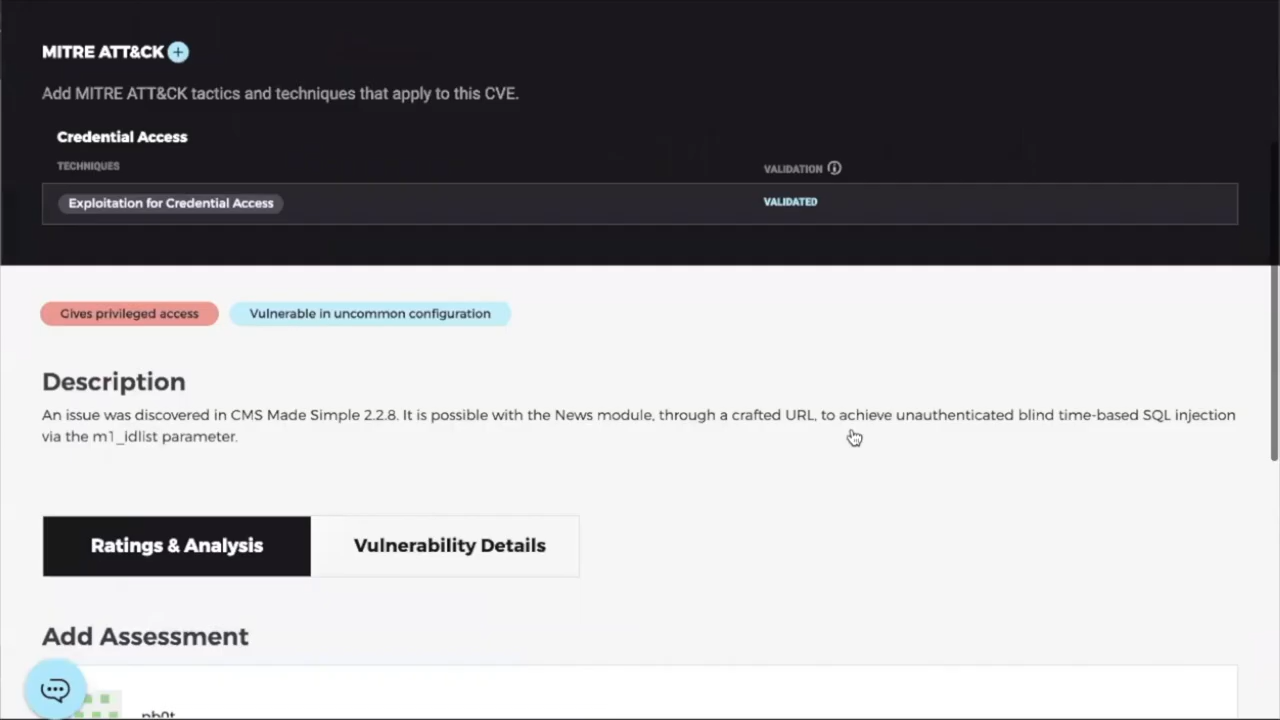 MITRE ATT&CK
Add MITRE ATT&CK tactics and techniques that apply to this CVE.
Credential Access
TECHNIQUES
VALIDATION
Exploitation for Credential Access
VALIDATED
Gives privileged access
Vulnerable in uncommon configuration
Description
An issue was discovered in CMS Made Simple 2.2.8. It is possible with the News module, through a crafted URL, to achieve unauthenticated blind time-based SQL injection
via the m1_idlist parameter.
Ratings & Analysis
Vulnerability Details
Add Assessment